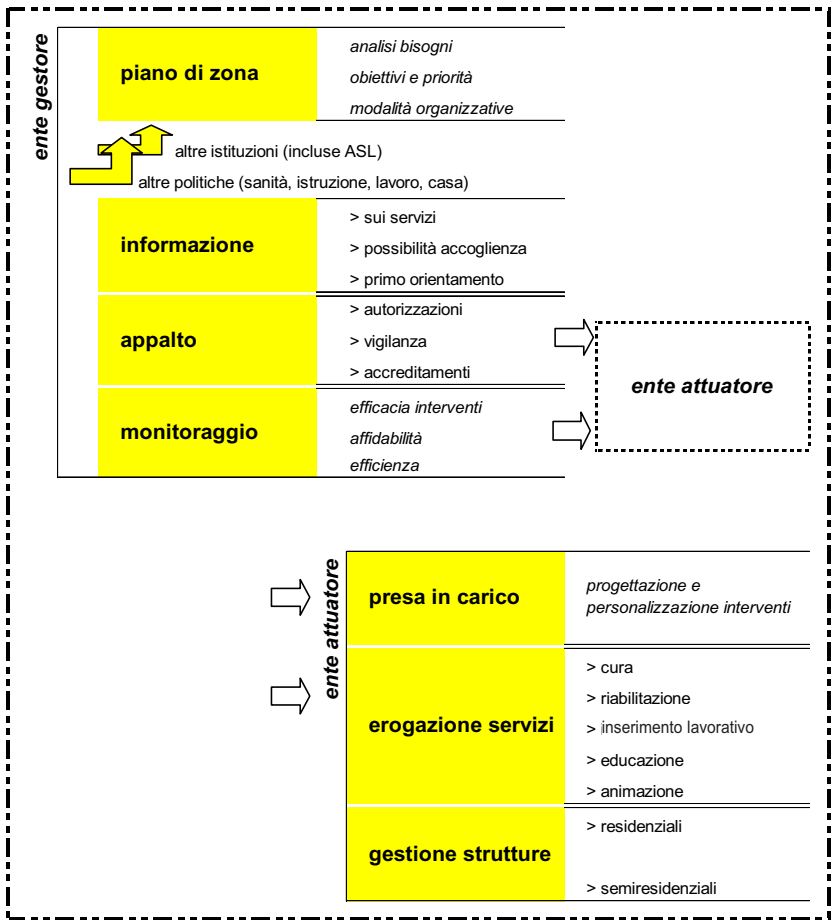 ente gestore
piano di zona
analisi bisogni
obiettivi e priorità
modalità organizzative
altre istituzioni (incluse ASL)
altre politiche (sanità, istruzione, lavoro, casa)
informazione
> sui servizi
> possibilità accoglienza
> primo orientamento
appalto
> autorizzazioni
> vigilanza
> accreditamenti
monitoraggio
efficacia interventi
affidabilità
efficienza
ente attuatore
ente attuatore
presa in carico
progettazione e
personalizzazione interventi
erogazione servizi
> cura
> riabilitazione
> inserimento lavorativo
> educazione
> animazione
gestione strutture
> residenziali
> semiresidenziali